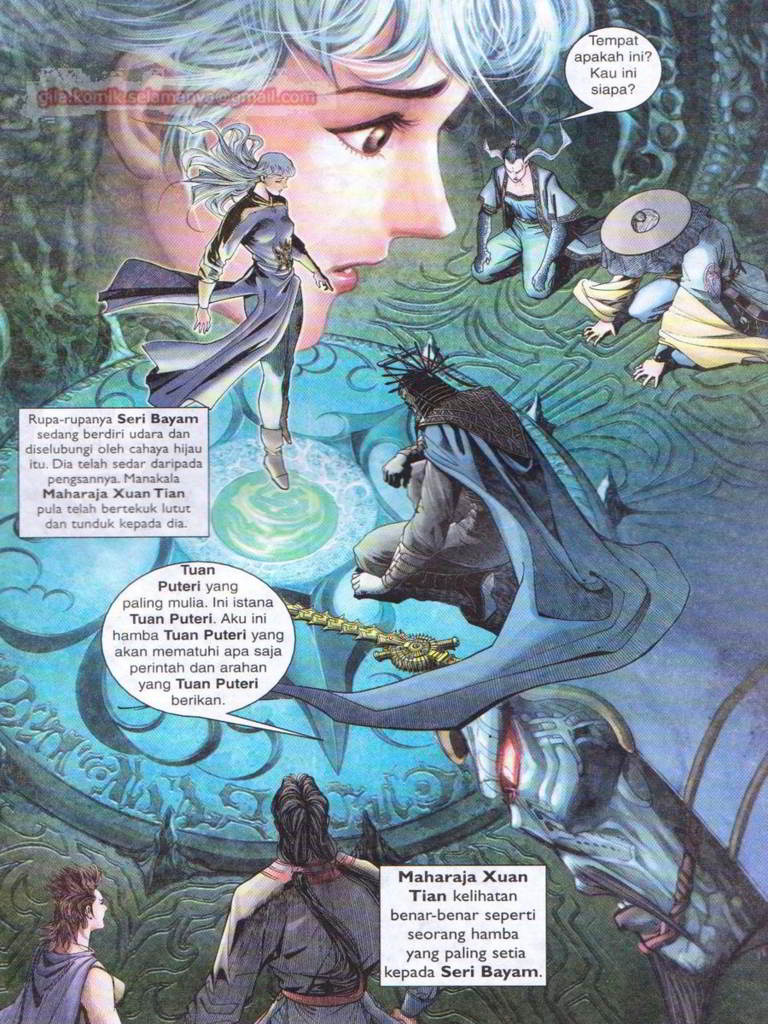 gila.komik.selamanya@gmail.com
Tempat
apakah ini?
Kau ini
siapa?
Rupa-rupanya Seri Bayam
sedang berdiri udara dan
diselubungi oleh cahaya hijau
itu. Dia telah sedar daripada
pengsannya. Manakala
Maharaja Xuan Tian
pula telah bertekuk lutut
dan tunduk kepada dia.
Tuan
Puteri yang
paling mulia. Ini istana
Tuan Puteri. Aku ini
hamba Tuan Puteri yang
akan mematuhi apa saja
perintah dan arahan
yang Tuan Puteri
berikan.
Maharaja Xuan
Tian kelihatan
benar-benar seperti
seorang hamba
yang paling setia
kepada Seri Bayam.